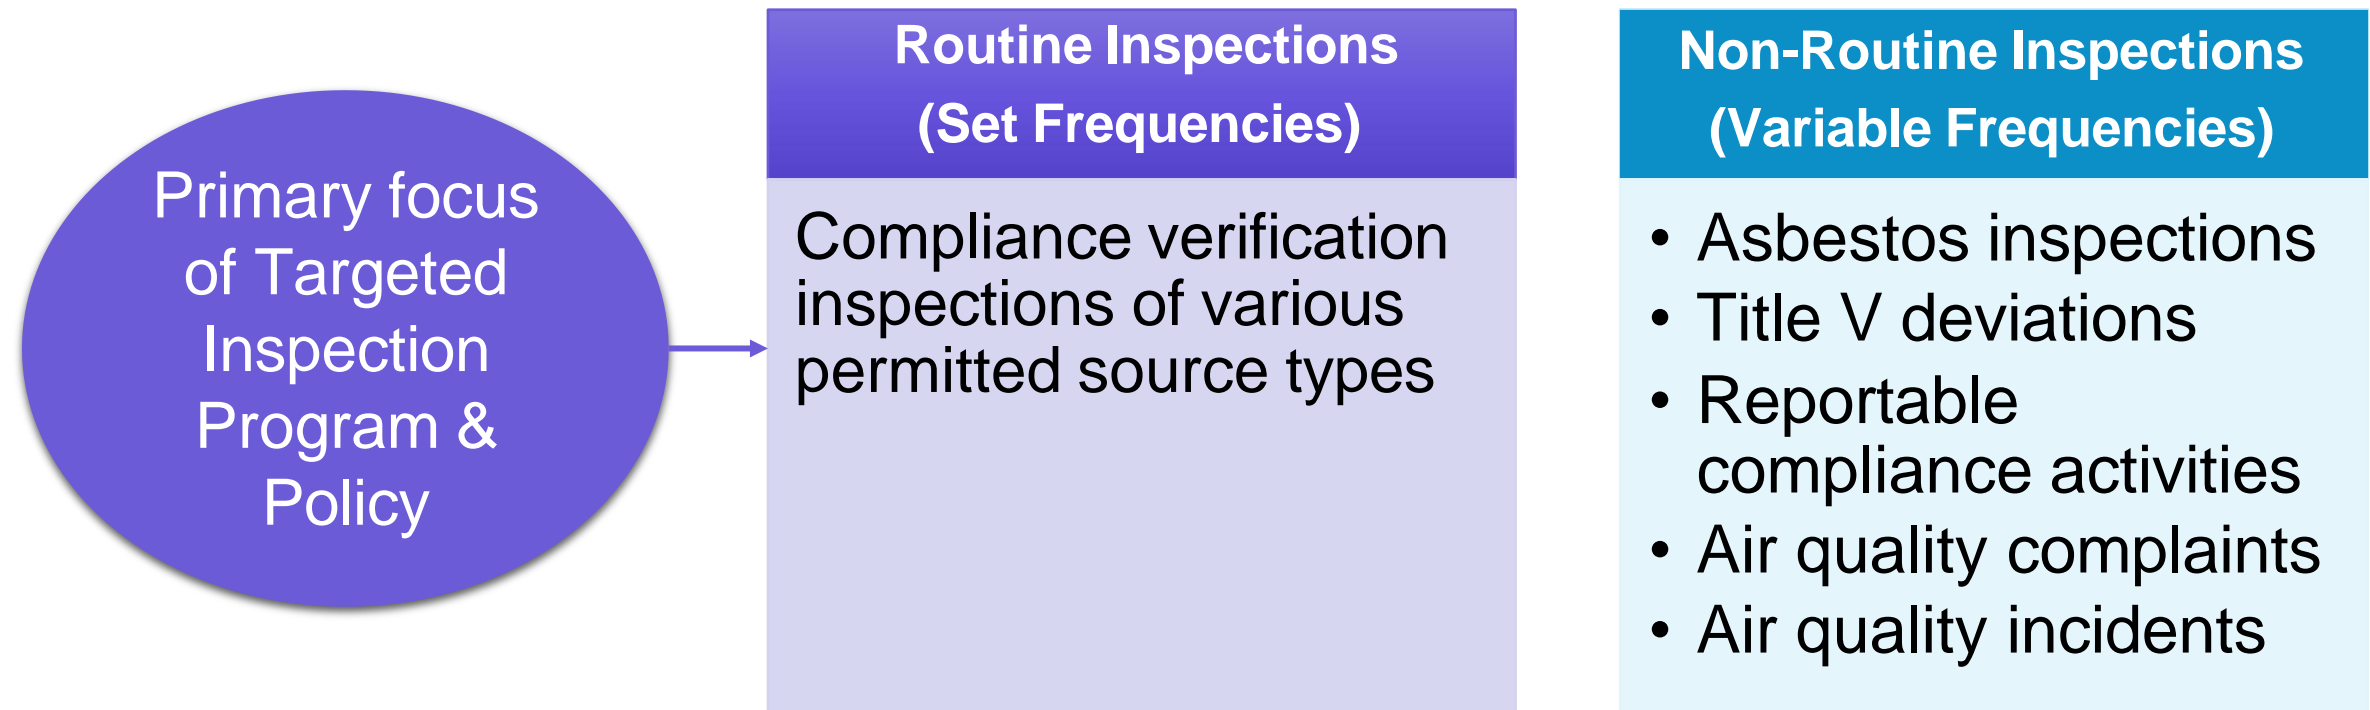 Primary focus
of Targeted
Inspection
Program &
Policy
Routine Inspections
(Set Frequencies)
Compliance verification
inspections of various
permitted source types
Non-Routine Inspections
(Variable Frequencies)
• Asbestos inspections
• Title V deviations
• Reportable
compliance activities
• Air quality complaints
• Air quality incidents